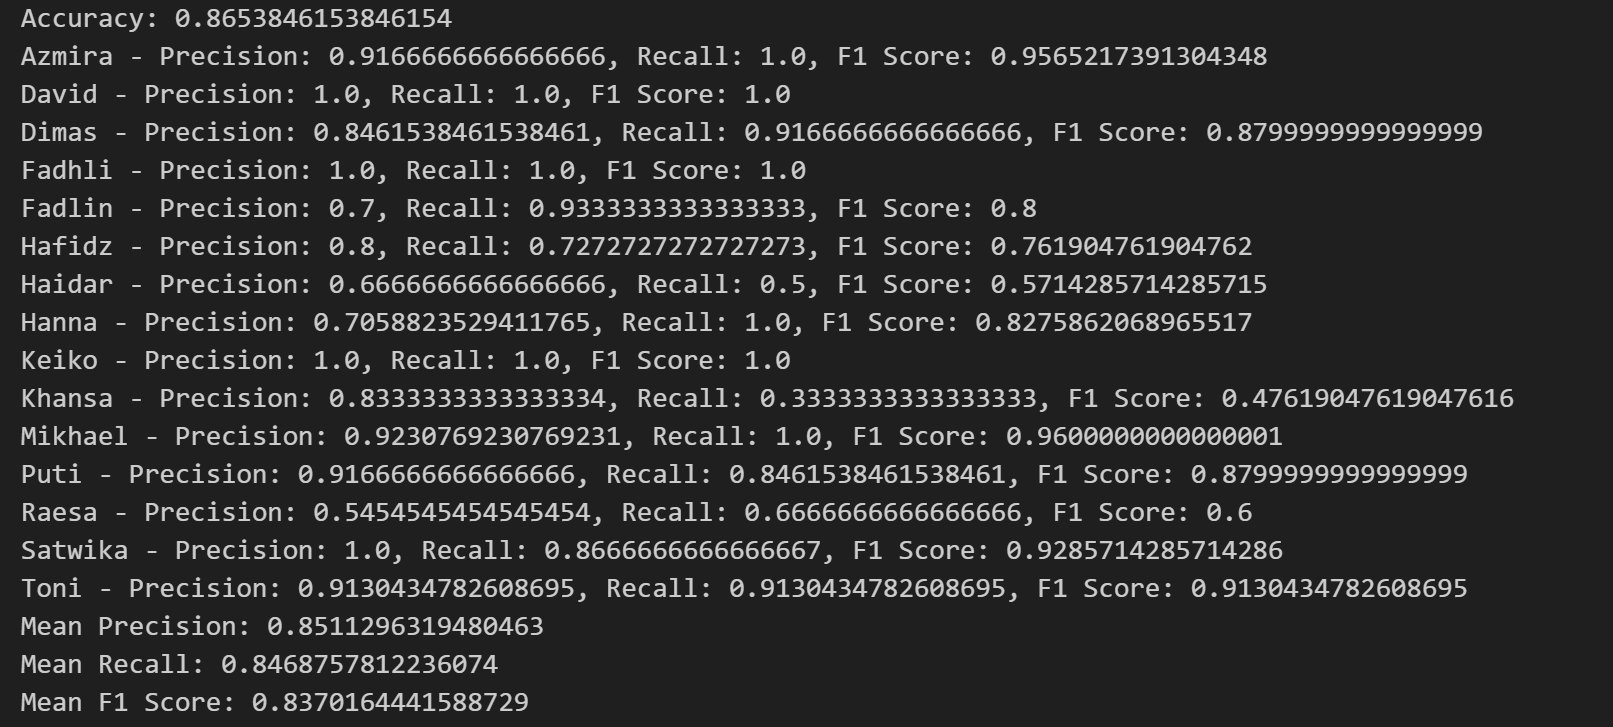 Accuracy: 0.8653846153846154
Azmira - Precision: 0.9166666666666666, Recall: 1.0, F1 Score: 0.9565217391304348
David - Precision: 1.0, Recall: 1.0, F1 Score: 1.0
Dimas - Precision: 0.8461538461538461, Recall: 0.9166666666666666, F1 Score: 0.8799999999999999
Fadhli - Precision: 1.0, Recall: 1.0, F1 Score: 1.0
Fadlin - Precision: 0.7, Recall: 0.9333333333333333, F1 Score: 0.8
Hafidz - Precision: 0.8, Recall: 0.7272727272727273, F1 Score: 0.761904761904762
Haidar - Precision: 0.6666666666666666, Recall: 0.5, F1 Score: 0.5714285714285715
Hanna - Precision: 0.7058823529411765, Recall: 1.0, F1 Score: 0.8275862068965517
Keiko - Precision: 1.0, Recall: 1.0, F1 Score: 1.0
Khansa - Precision: 0.8333333333333334, Recall: 0.3333333333333333, F1 Score: 0.47619047619047616
Mikhael - Precision: 0.9230769230769231, Recall: 1.0, F1 Score: 0.9600000000000001
Puti - Precision: 0.9166666666666666, Recall: 0.8461538461538461, F1 Score: 0.8799999999999999
Raesa - Precision: 0.5454545454545454, Recall: 0.6666666666666666, F1 Score: 0.6
Satwika - Precision: 1.0, Recall: 0.8666666666666667, F1 Score: 0.9285714285714286
Toni - Precision: 0.9130434782608695, Recall: 0.9130434782608695, F1 Score: 0.9130434782608695
Mean Precision: 0.8511296319480463
Mean Recall: 0.8468757812236074
Mean F1 Score: 0.8370164441588729